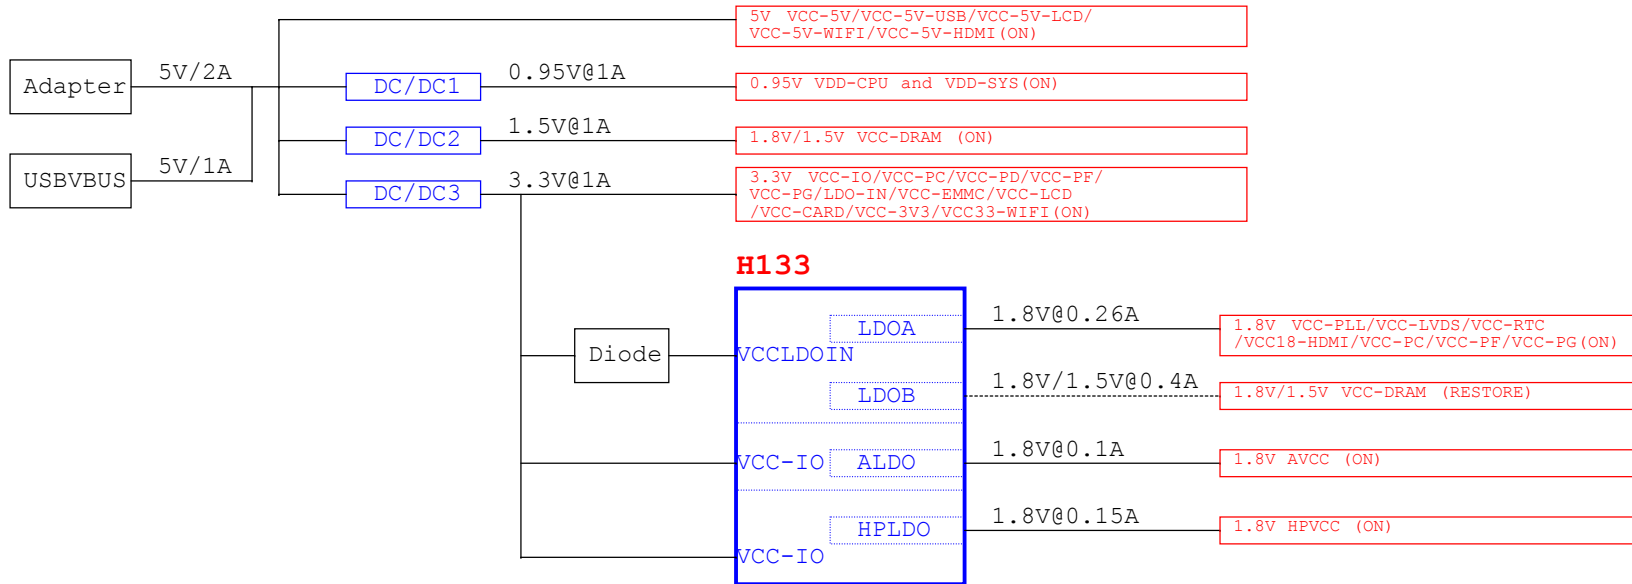 5V VCC-5V/VCC-5V-USB/VCC-5V-LCD/
VCC-5V-WIFI/VCC-5V-HDMI(ON)
Adapter
5V/2A
DC/DC1
0.95V@1A
0.95V VDD-CPU and VDD-SYS(ON)
DC/DC2
1.5V@1A
1.8V/1.5V VCC-DRAM (ON)
USBVBUS
5V/1A
DC/DC3
3.3V@1A
3.3V VCC-IO/VCC-PC/VCC-PD/VCC-PF/
VCC-PG/LDO-IN/VCC-EMMC/VCC-LCD
/VCC-CARD/VCC-3V3/VCC33-WIFI(ON)
H133
LDOA
1.8V@0.26A
1.8V VCC-PLL/VCC-LVDS/VCC-RTC
/VCC18-HDMI/VCC-PC/VCC-PF/VCC-PG(ON)
Diode
VCCLDOIN
LDOB
1.8V/1.5V@0.4A
1.8V/1.5V VCC-DRAM (RESTORE)
VCC-IO
ALDO
1.8V@0.1A
1.8V AVCC (ON)
HPLDO
1.8V@0.15A
1.8V HPVCC (ON)
VCC-IO